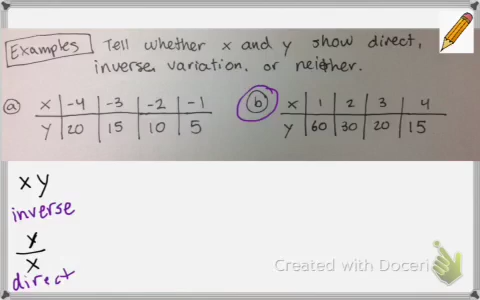 Examples Tell whether x and y show direct,
inverse, variation, or neither.
a x -4 -3 -2 -1
y 20 15 10 5
b x 1 2 3 4
y 60 30 20 15
xy
inverse
y
x
direct
Created with Doceri